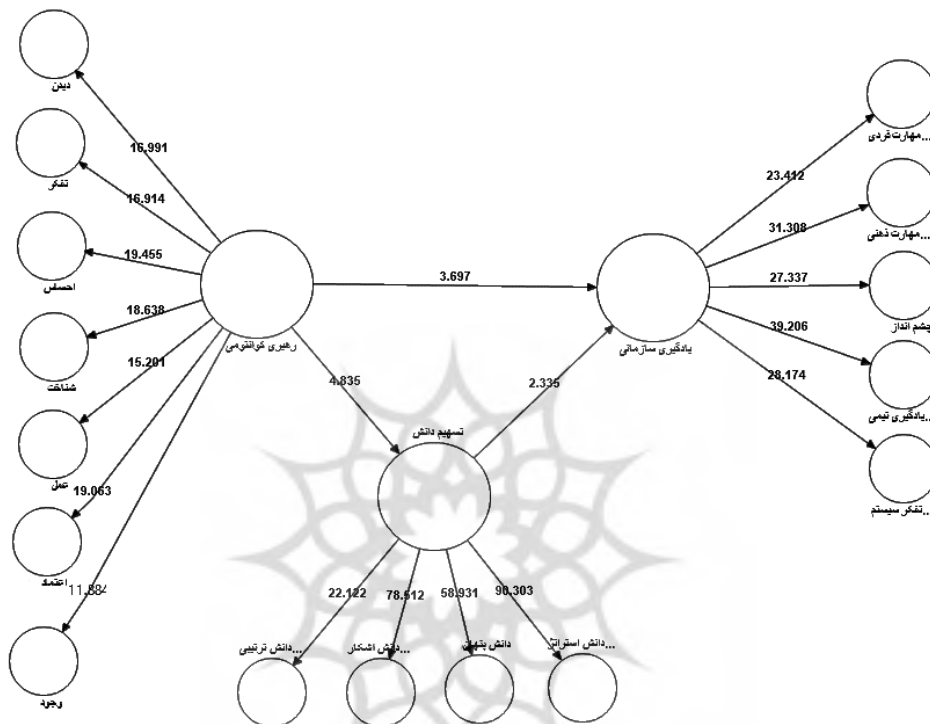 دیدن
تفکر
احساس
شناخت
عمل
اعتماد
وجود
16.991
16.914
19.455
18.638
15.201
19.063
11.884
رهبری کوانتومی
3.697
4.835
2.335
تسهیم دانش
22.122
78.512
58.931
90.303
دانش ترتیبی...
دانش اشکار...
دانش پنهان
دانش استراتژ...
یادگیری سازمانی
23.412
31.308
27.337
39.206
28.174
مهارت فردی...
مهارت ذهنی...
چشم انداز
یادگیری تیمی...
تفکر سیستم...